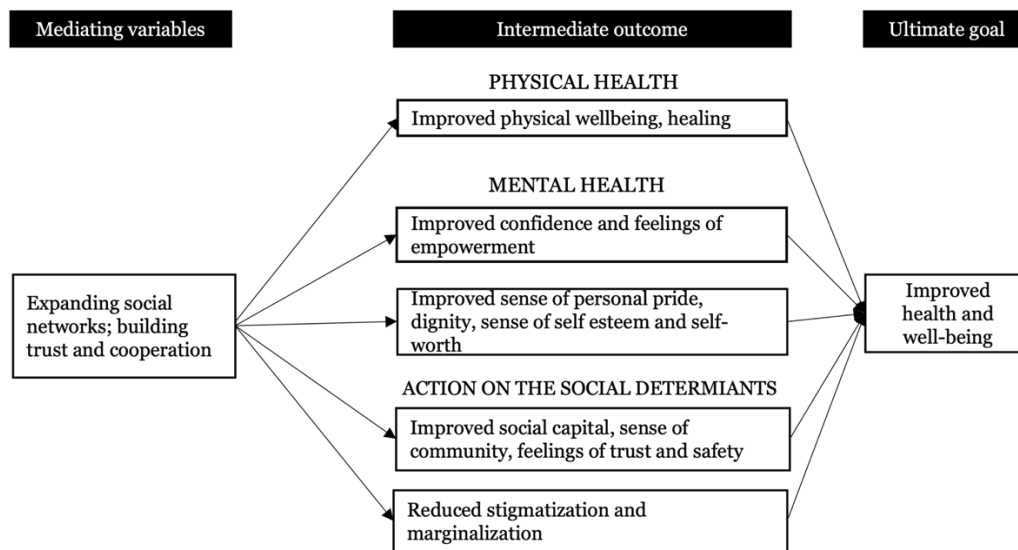 Mediating variables
Intermediate outcome
Ultimate goal
PHYSICAL HEALTH
Improved physical wellbeing, healing
MENTAL HEALTH
Improved confidence and feelings of
empowerment
Expanding social
networks; building
trust and cooperation
Improved sense of personal pride,
dignity, sense of self esteem and self-
worth
Improved
health and
well-being
ACTION ON THE SOCIAL DETERMIANTS
Improved social capital, sense of
community, feelings of trust and safety
Reduced stigmatization and
marginalization